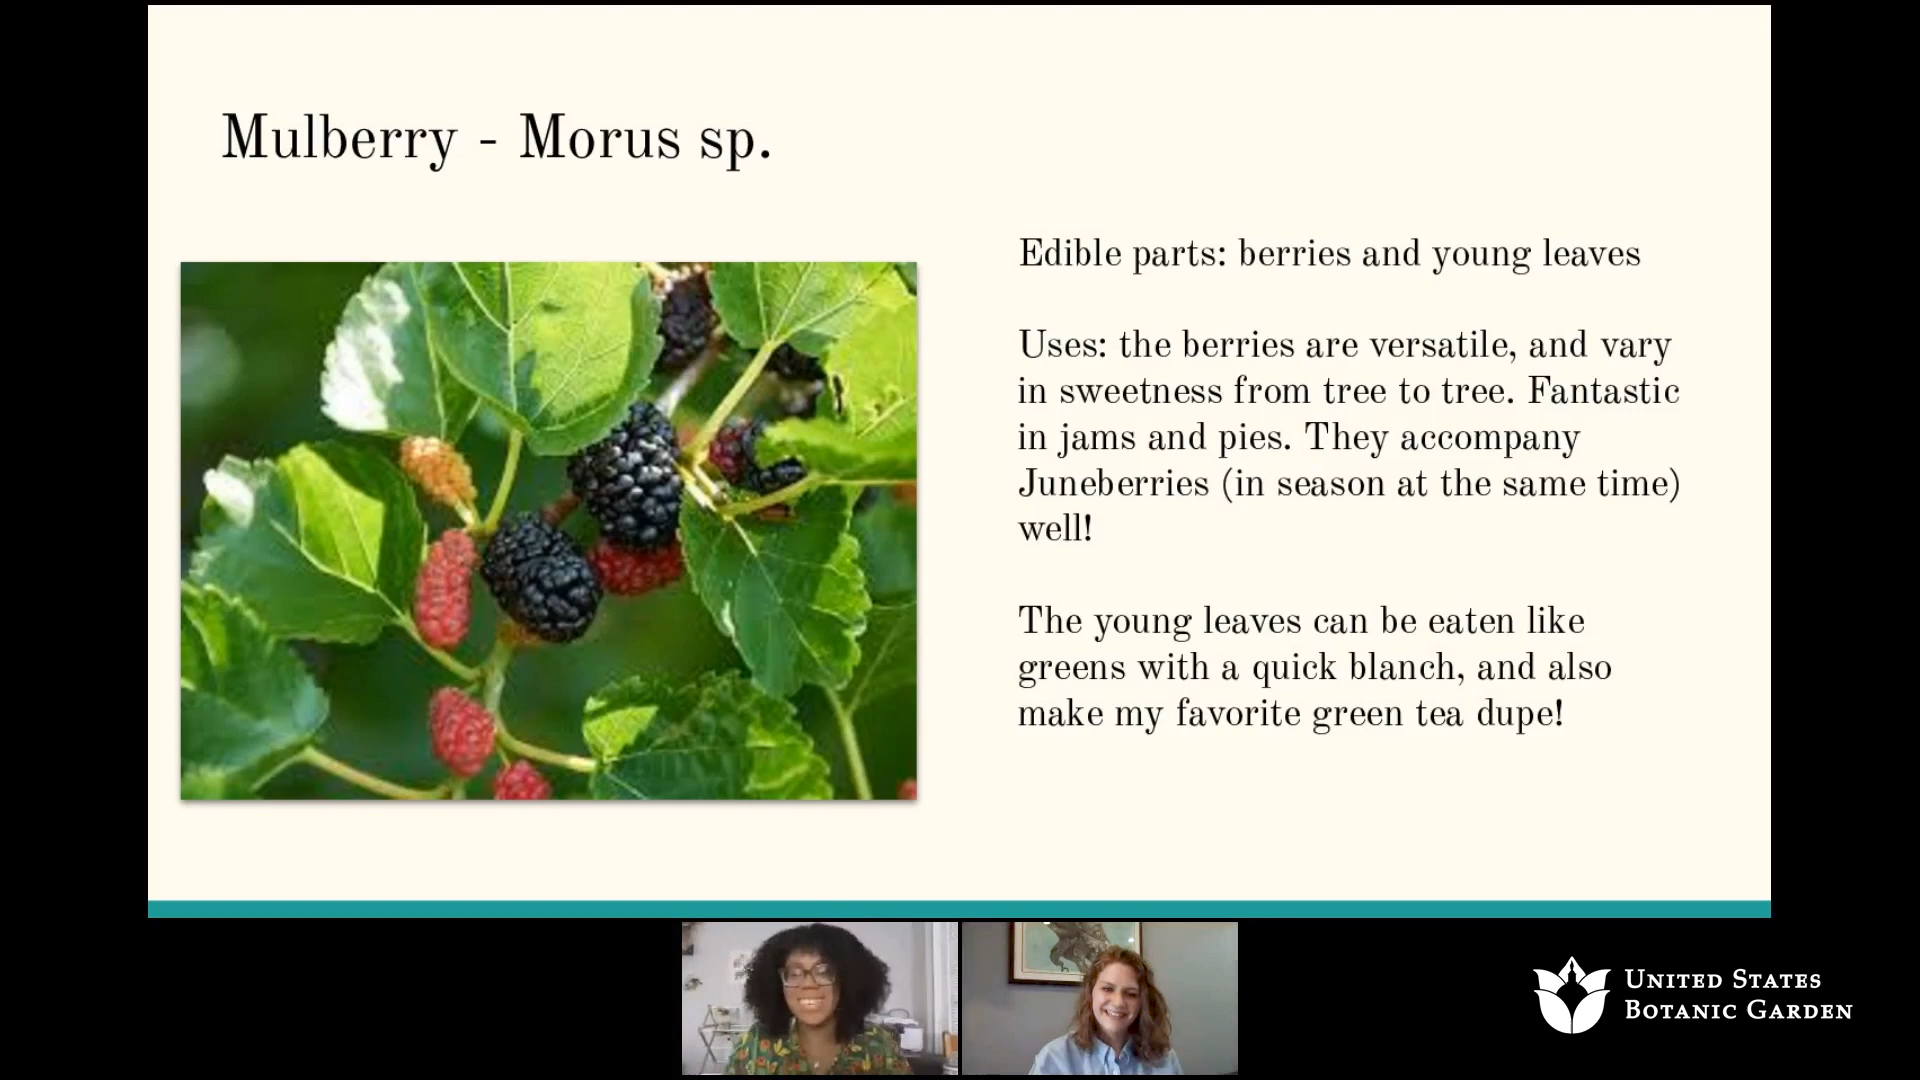 Mulberry - Morus sp.
Edible parts: berries and young leaves
Uses: the berries are versatile, and vary
in sweetness from tree to tree. Fantastic
in jams and pies. They accompany
Juneberries (in season at the same time)
well!
The young leaves can be eaten like
greens with a quick blanch, and also
make my favorite green tea dupe!
UNITED STATES
BOTANIC GARDEN